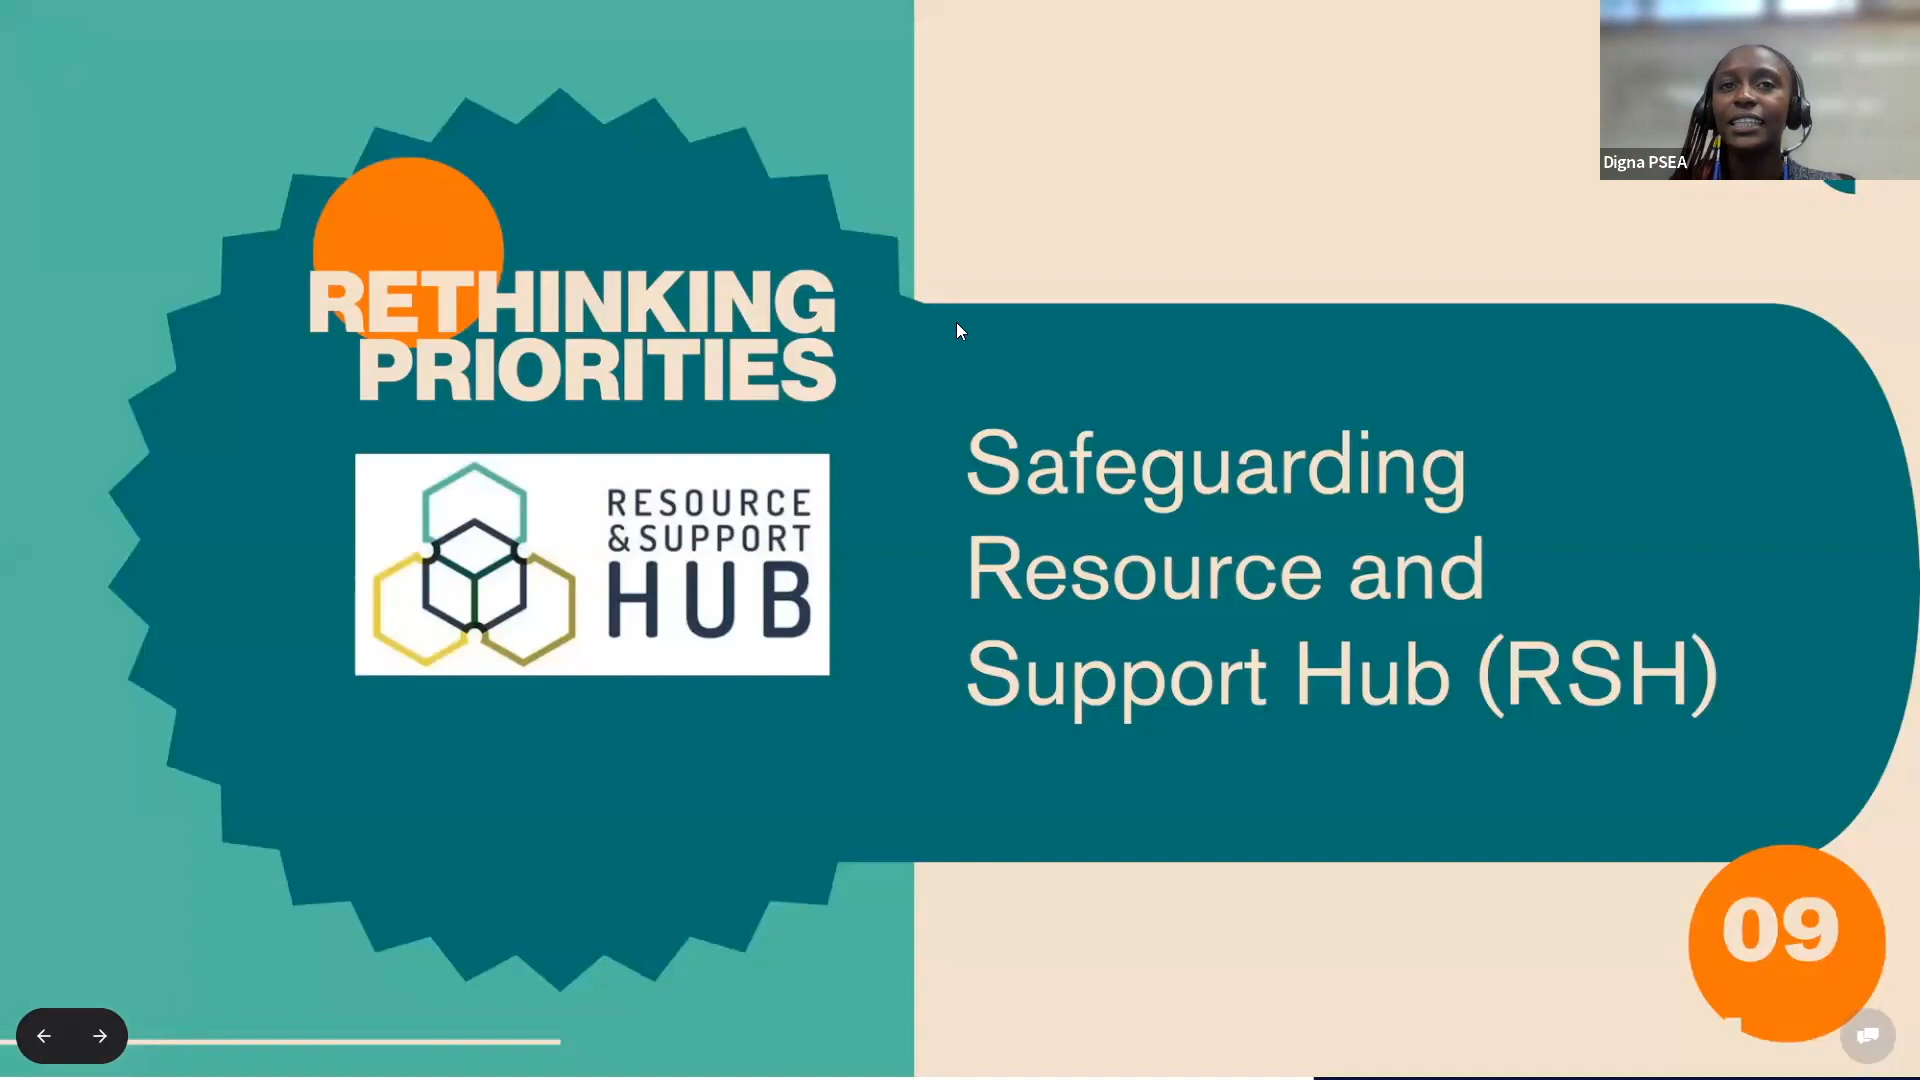 Digna PSEA
RETHINKING
PRIORITIES
RESOURCE
& SUPPORT
HUB
Safeguarding
Resource and
Support Hub (RSH)
09